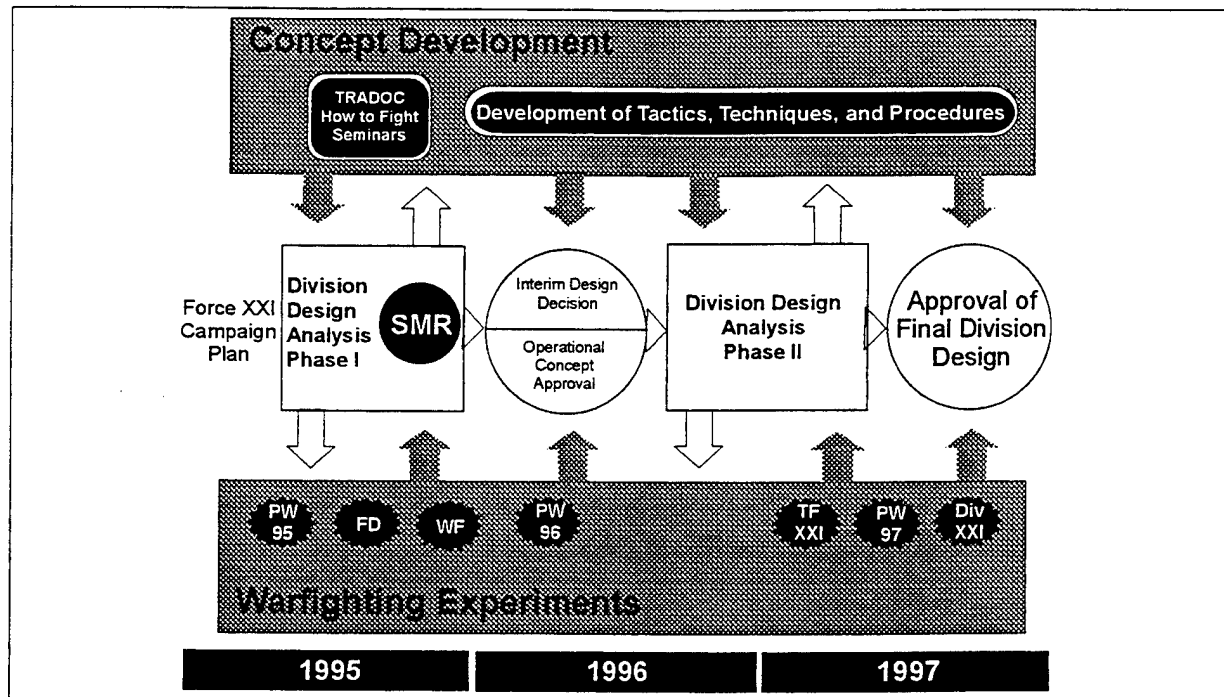 Concept Development
TRADOC
How to Fight
Seminars
Development of Tactics, Techniques, and Procedures
Force XXI
Campaign
Plan
Division
Design
Analysis
Phase I
SMR
Interim Design
Decision
Operational
Concept
Approval
Division Design
Analysis
Phase II
Approval of
Final Division
Design
PW
95
FD
WF
PW
96
TF
XXI
PW
97
Div
XXI
Warfighting Experiments
1995
1996
1997